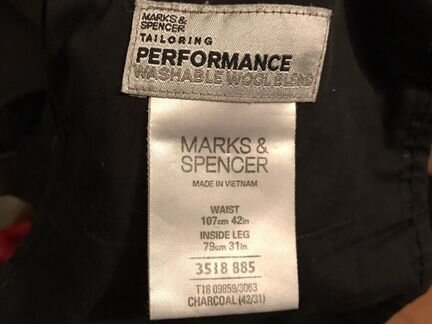 MARKS &
SPENCER
TAILORING
PERFORMANCE
WASHABLE WOOL BLEND
MARKS &
SPENCER
MADE IN VIETNAM
WAIST
107cm 42in
INSIDE LEG
79cm 31in
3518 885
T18 09859/3063
CHARCOAL (42/31)